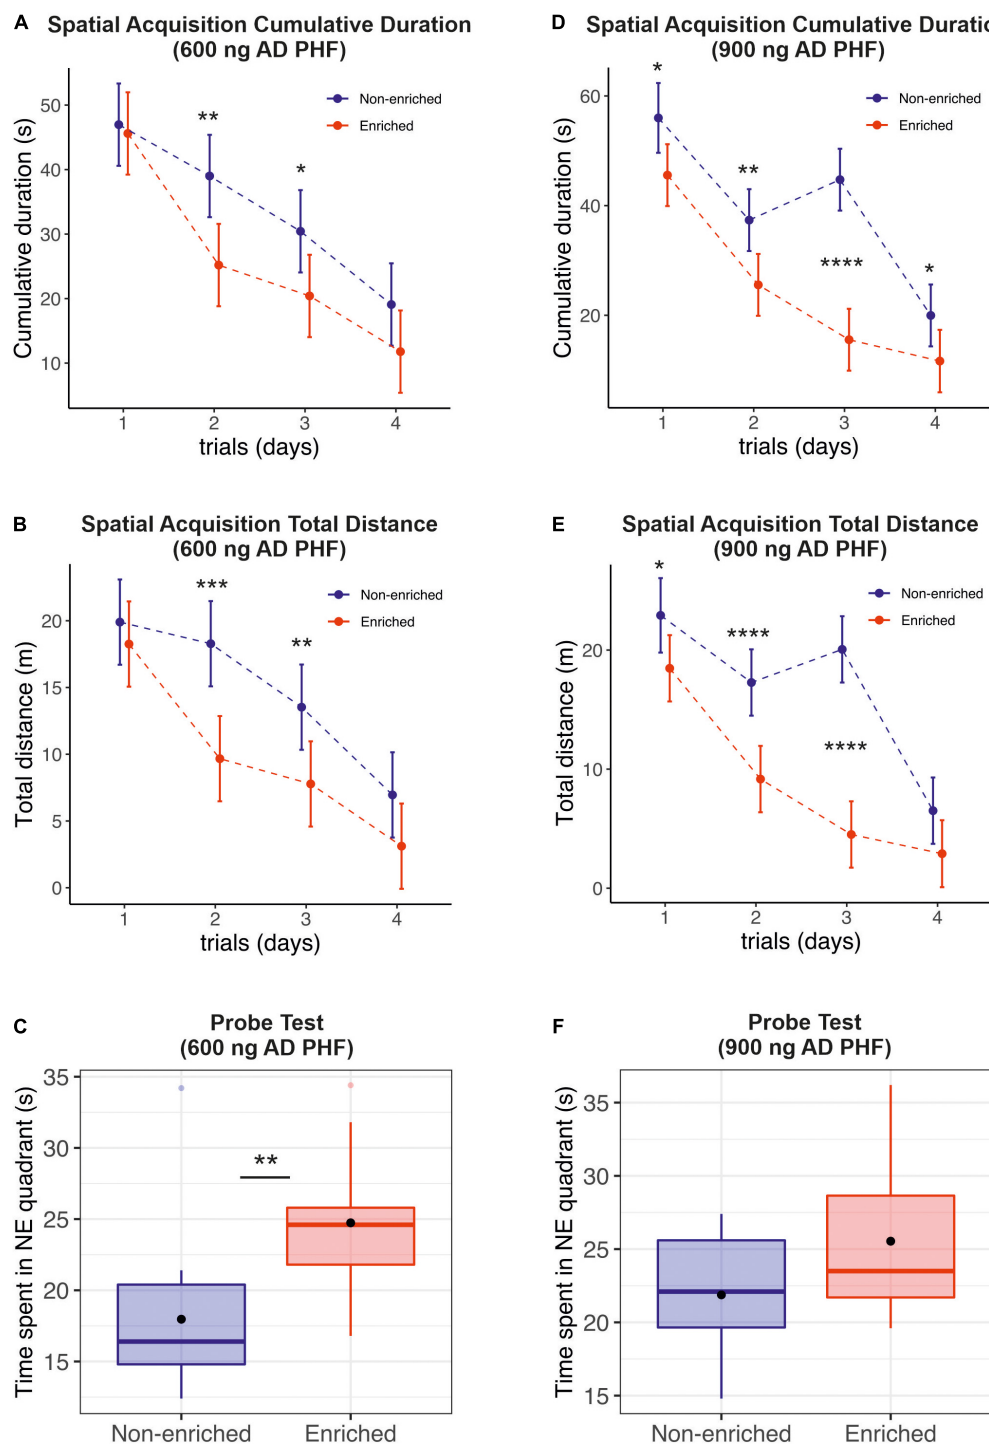 A Spatial Acquisition Cumulative Duration
(600 ng AD PHF)
Cumulative duration (s)
50
40
30
20
10
**
*
Non-enriched
Enriched
1 2 3 4
trials (days)
D Spatial Acquisition Cumulative Duratio
(900 ng AD PHF)
Cumulative duration (s)
60
40
20
*
**
****
*
Non-enriched
Enriched
1 2 3 4
trials (days)
B Spatial Acquisition Total Distance
(600 ng AD PHF)
Total distance (m)
20
15
10
5
0
***
**
Non-enriched
Enriched
1 2 3 4
trials (days)
E Spatial Acquisition Total Distance
(900 ng AD PHF)
Total distance (m)
20
10
0
*
****
****
Non-enriched
Enriched
1 2 3 4
trials (days)
C Probe Test
(600 ng AD PHF)
Time spent in NE quadrant (s)
35
30
25
20
15
**
Non-enriched Enriched
F Probe Test
(900 ng AD PHF)
Time spent in NE quadrant (s)
35
30
25
20
15
Non-enriched Enriched